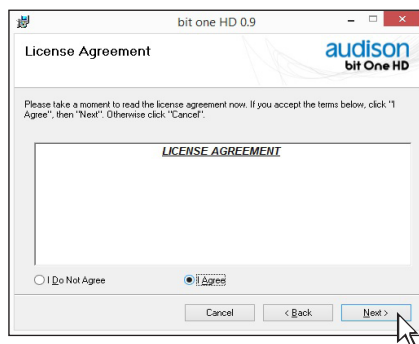 bit one HD 0.9
License Agreement
audison
bit One HD
Please take a moment to read the license agreement now. If you accept the terms below, click "I
Agree", then "Next". Otherwise click "Cancel".
LICENSE AGREEMENT
I Do Not Agree
I Agree
Cancel
< Back
Next >